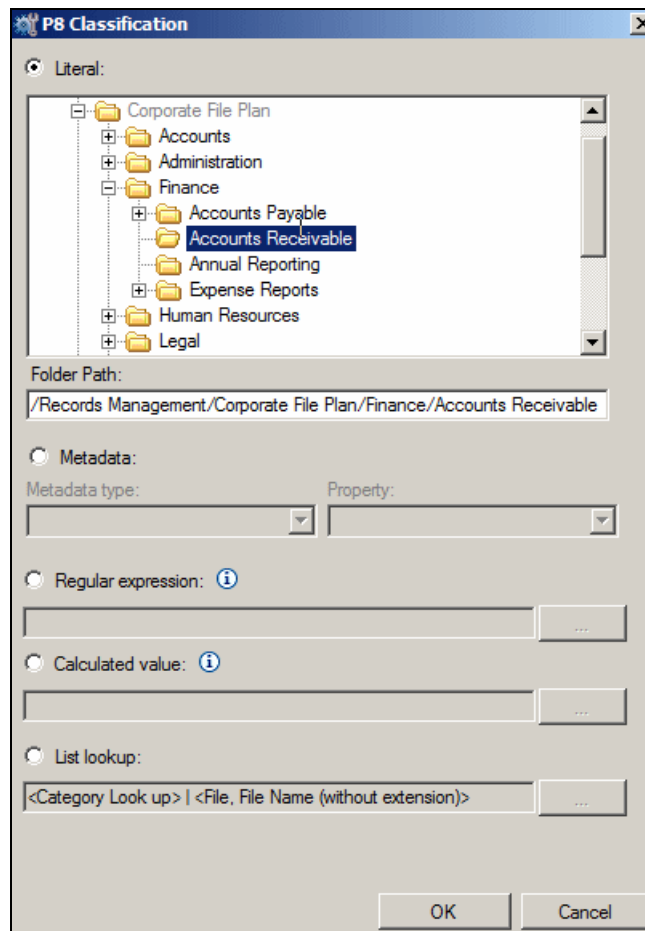 P8 Classification
Literal:
Corporate File Plan
Accounts
Administration
Finance
Accounts Payable
Accounts Receivable
Annual Reporting
Expense Reports
Human Resources
Legal
Folder Path:
/Records Management/Corporate File Plan/Finance/Accounts Receivable
Metadata:
Metadata type: Property:
Regular expression:
...
Calculated value:
...
List lookup:
<Category Look up> | <File, File Name (without extension)> ...
OK Cancel